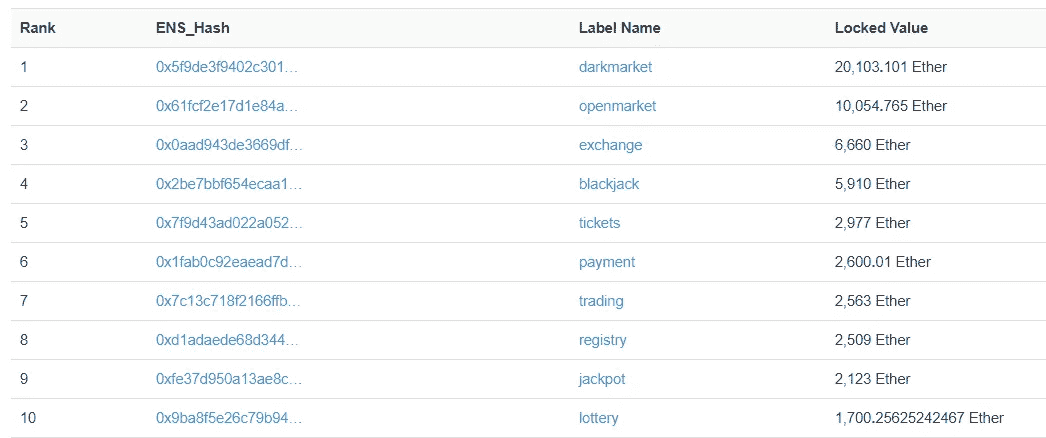 Rank ENS_Hash Label Name Locked Value
1 0x5f9de3f9402c301... darkmarket 20,103.101 Ether
2 0x61fcf2e17d1e84a... openmarket 10,054.765 Ether
3 0x0aad943de3669df... exchange 6,660 Ether
4 0x2be7bbf654ecaa1... blackjack 5,910 Ether
5 0x7f9d43ad022a052... tickets 2,977 Ether
6 0x1fab0c92eaead7d... payment 2,600.01 Ether
7 0x7c13c718f2166ffb... trading 2,563 Ether
8 0xd1adaede68d344... registry 2,509 Ether
9 0xfe37d950a13ae8c... jackpot 2,123 Ether
10 0x9ba8f5e26c79b94... lottery 1,700.25625242467 Ether